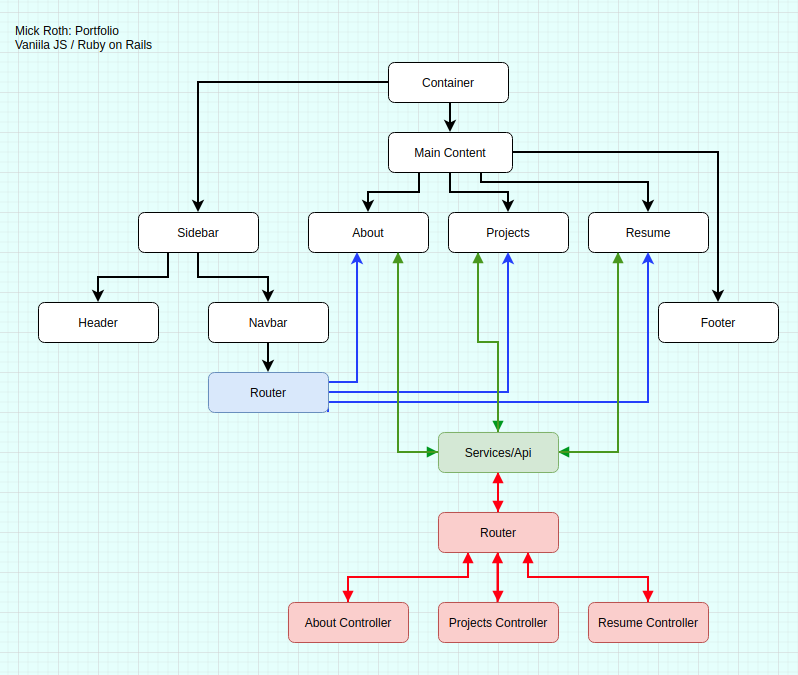 Mick Roth: Portfolio
Vaniila JS / Ruby on Rails
Container
Main Content
Sidebar
About
Projects
Resume
Header
Navbar
Footer
Router
Services/Api
Router
About Controller
Projects Controller
Resume Controller